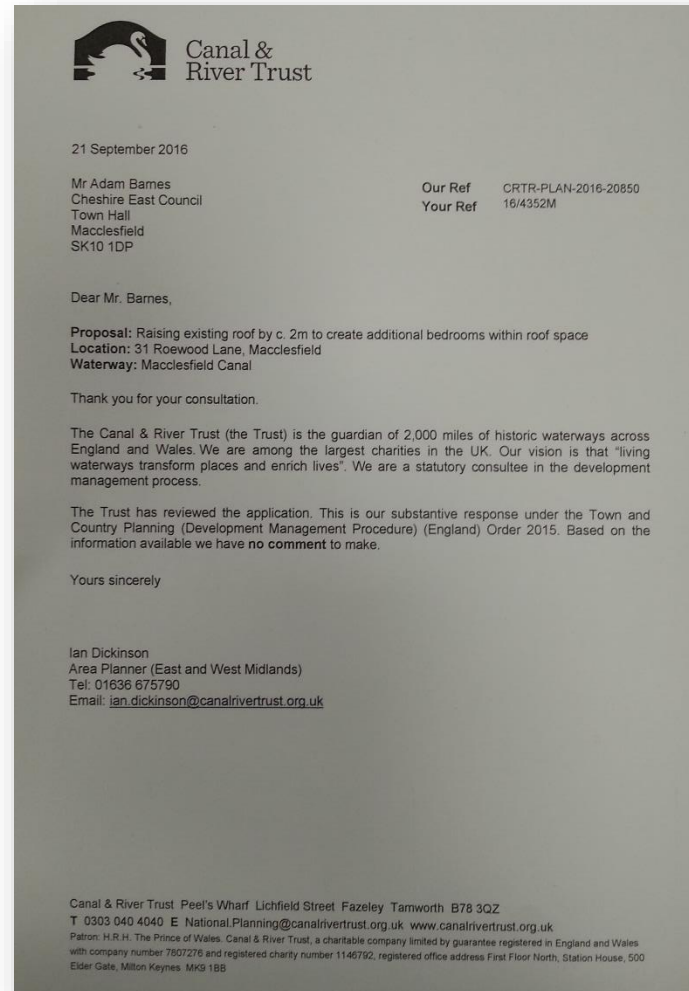 Canal &
River Trust
21 September 2016
Mr Adam Barnes
Cheshire East Council
Town Hall
Macclesfield
SK10 1DP
Our Ref CRTR-PLAN-2016-20850
Your Ref 16/4352M
Dear Mr. Barnes,
Proposal: Raising existing roof by c. 2m to create additional bedrooms within roof space
Location: 31 Roewood Lane, Macclesfield
Waterway: Macclesfield Canal
Thank you for your consultation.
The Canal & River Trust (the Trust) is the guardian of 2,000 miles of historic waterways across
England and Wales. We are among the largest charities in the UK. Our vision is that "living
waterways transform places and enrich lives". We are a statutory consultee in the development
management process.
The Trust has reviewed the application. This is our substantive response under the Town and
Country Planning (Development Management Procedure) (England) Order 2015. Based on the
information available we have no comment to make.
Yours sincerely
Ian Dickinson
Area Planner (East and West Midlands)
Tel: 01636 675790
Email: ian.dickinson@canalrivertrust.org.uk
Canal & River Trust Peel's Wharf Lichfield Street Fazeley Tamworth B78 3QZ
T 0303 040 4040 E National.Planning@canalrivertrust.org.uk www.canalrivertrust.org.uk
Patron: H.R.H. The Prince of Wales. Canal & River Trust, a charitable company limited by guarantee registered in England and Wales
with company number 7807276 and registered charity number 1146792, registered office address First Floor North, Station House, 500
Elder Gate, Milton Keynes MK9 1BB